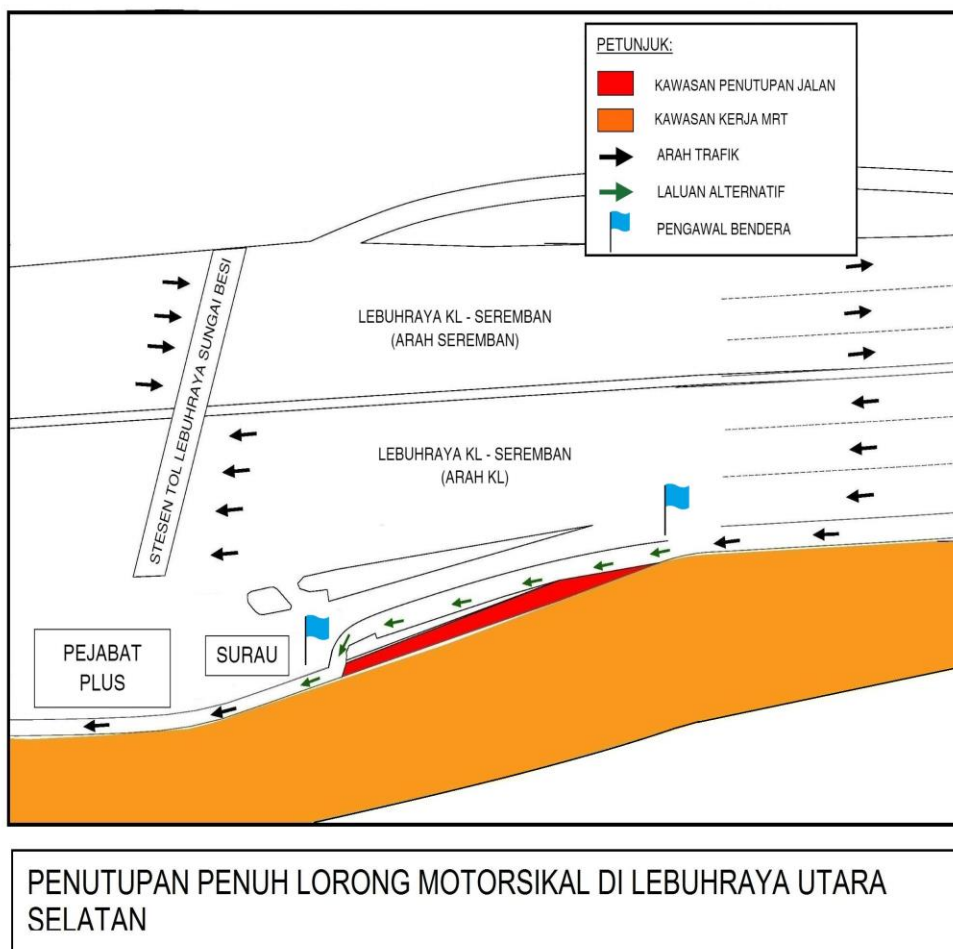 PETUNJUK:
KAWASAN PENUTUPAN JALAN
KAWASAN KERJA MRT
ARAH TRAFIK
LALUAN ALTERNATIF
PENGAWAL BENDERA
STESEN TOL LEBUHRAYA SUNGAI BESI
LEBUHRAYA KL - SEREMBAN
(ARAH SEREMBAN)
LEBUHRAYA KL - SEREMBAN
(ARAH KL)
PEJABAT
PLUS
SURAU
PENUTUPAN PENUH LORONG MOTORSIKAL DI LEBUHRAYA UTARA
SELATAN